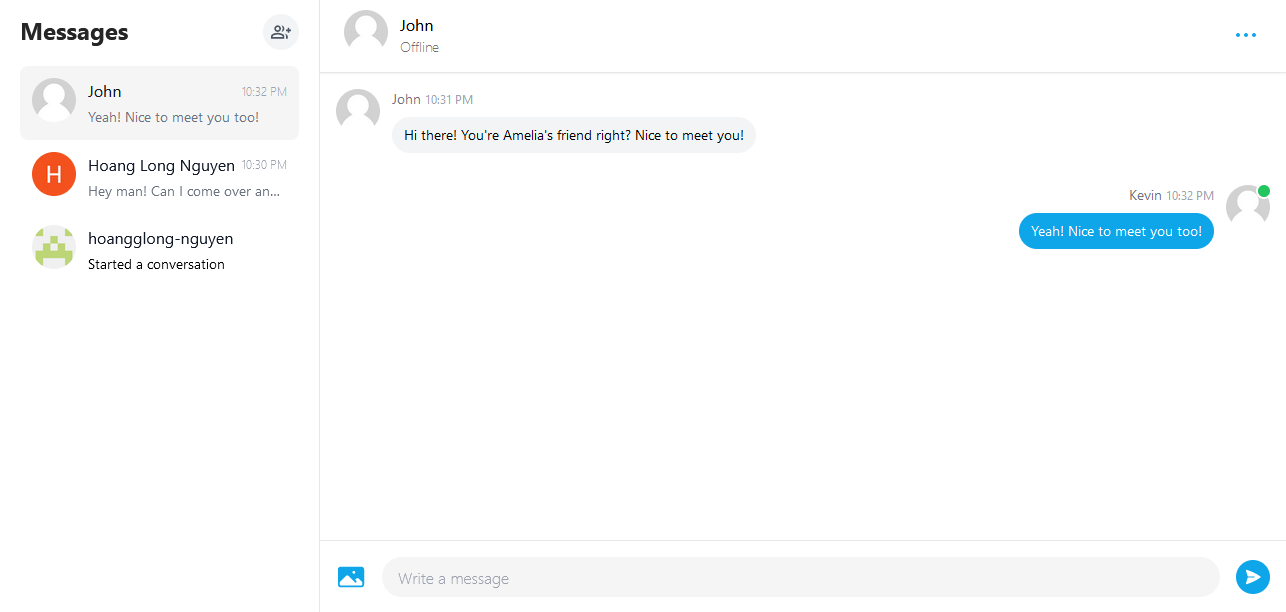 Messages
John 10:32 PM
Yeah! Nice to meet you too!
H
Hoang Long Nguyen 10:30 PM
Hey man! Can I come over an...
hoangglong-nguyen
Started a conversation
John
Offline
John 10:31 PM
Hi there! You're Amelia's friend right? Nice to meet you!
Kevin 10:32 PM
Yeah! Nice to meet you too!
Write a message